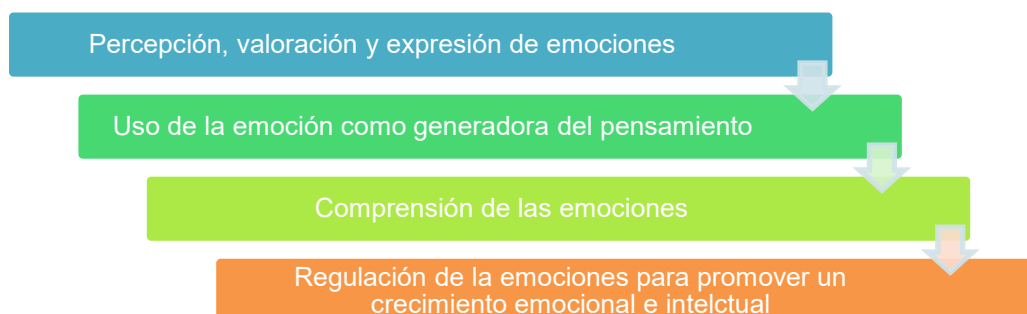 Percepción, valoración y expresión de emociones
Uso de la emoción como generadora del pensamiento
Comprensión de las emociones
Regulación de la emociones para promover un
crecimiento emocional e intelctual